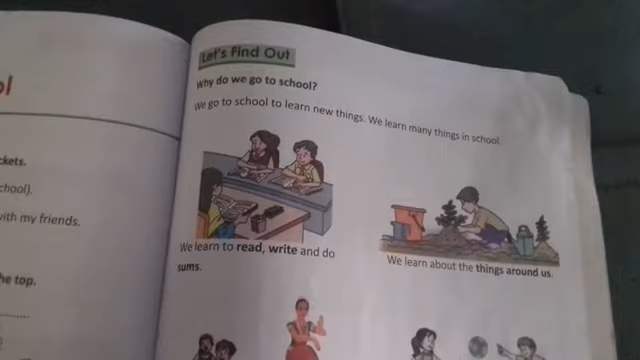 ol
ckets.
chool).
with my friends.
he top.
Let's Find Out
Why do we go to school?
We go to school to learn new things. We learn many things in school.
We learn to read, write and do
sums.
We learn about the things around us.